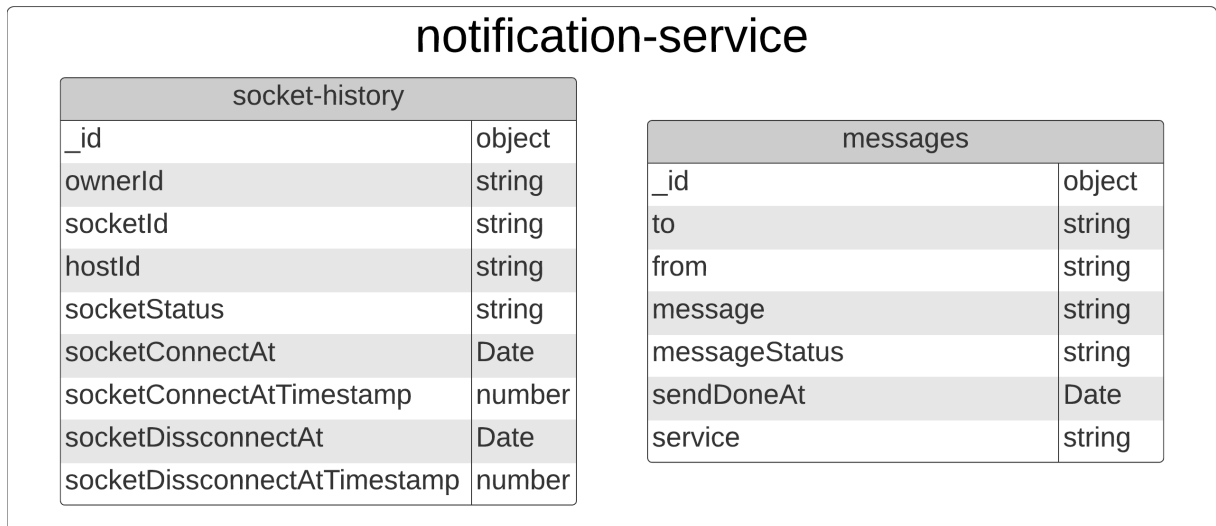 notification-service
socket-history
_id object
ownerId string
socketId string
hostId string
socketStatus string
socketConnectAt Date
socketConnectAtTimestamp number
socketDissconnectAt Date
socketDissconnectAtTimestamp number
messages
_id object
to string
from string
message string
messageStatus string
sendDoneAt Date
service string